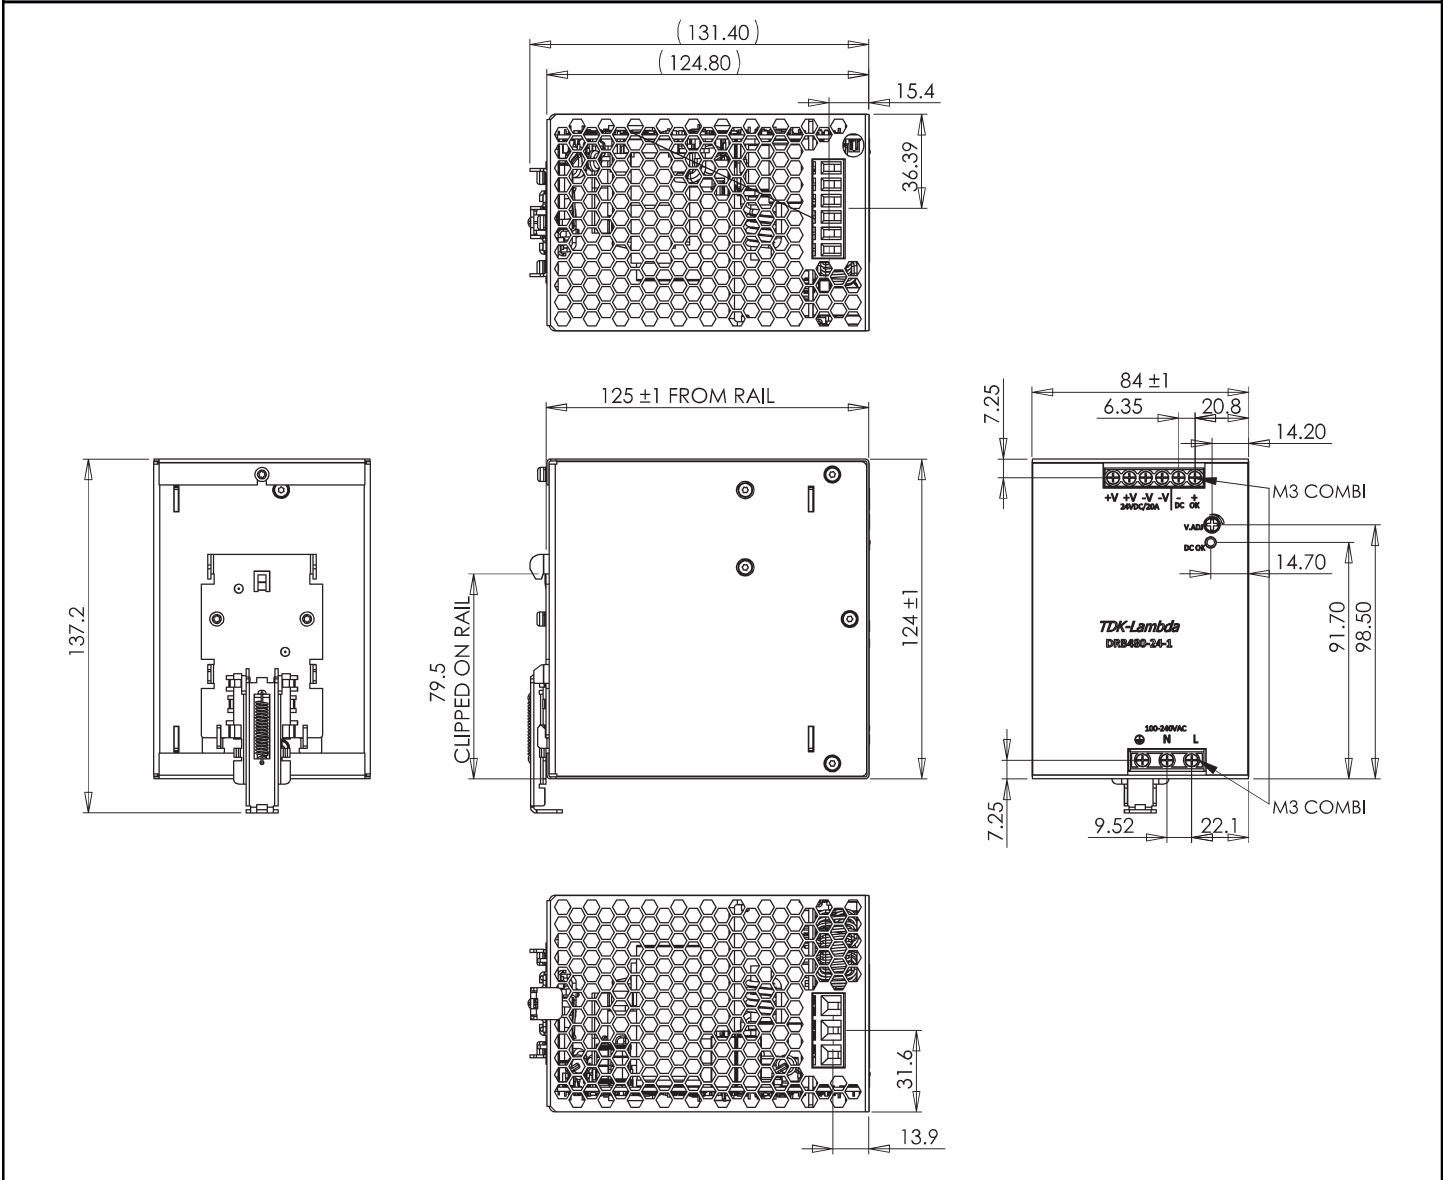 (131.40)
(124.80)
15.4
36.39
125 ±1 FROM RAIL
84 ±1
7.25
6.35
20.8
14.20
M3 COMBI
+V +V -V -V - +
24VDC/20A DC OK
V.ADJ
DC OK
14.70
137.2
79.5
CLIPPED ON RAIL
124 ±1
TDK-Lambda
DRB480-24-1
91.70
98.50
100-240VAC
N L
M3 COMBI
7.25
9.52
22.1
31.6
13.9